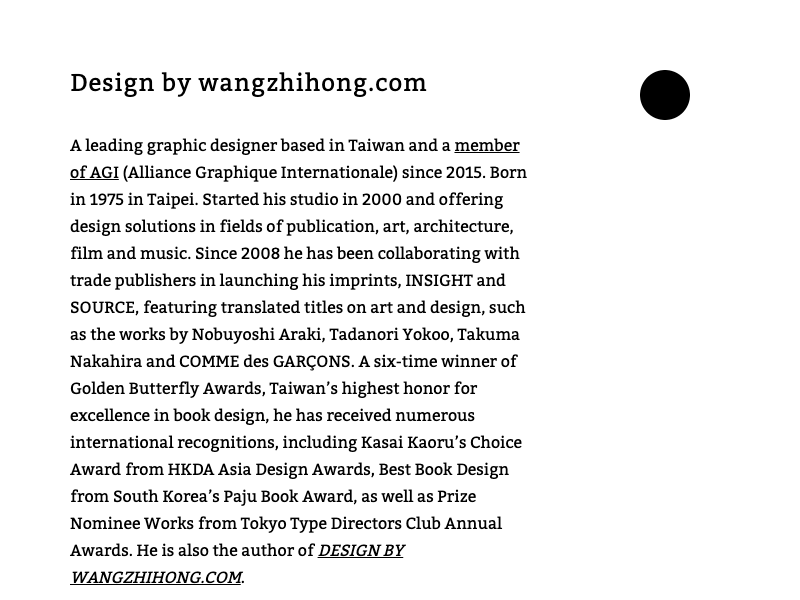 Design by wangzhihong.com
A leading graphic designer based in Taiwan and a member
of AGI (Alliance Graphique Internationale) since 2015. Born
in 1975 in Taipei. Started his studio in 2000 and offering
design solutions in fields of publication, art, architecture,
film and music. Since 2008 he has been collaborating with
trade publishers in launching his imprints, INSIGHT and
SOURCE, featuring translated titles on art and design, such
as the works by Nobuyoshi Araki, Tadanori Yokoo, Takuma
Nakahira and COMME des GARÇONS. A six-time winner of
Golden Butterfly Awards, Taiwan’s highest honor for
excellence in book design, he has received numerous
international recognitions, including Kasai Kaoru’s Choice
Award from HKDA Asia Design Awards, Best Book Design
from South Korea’s Paju Book Award, as well as Prize
Nominee Works from Tokyo Type Directors Club Annual
Awards. He is also the author of DESIGN BY
WANGZHIHONG.COM.